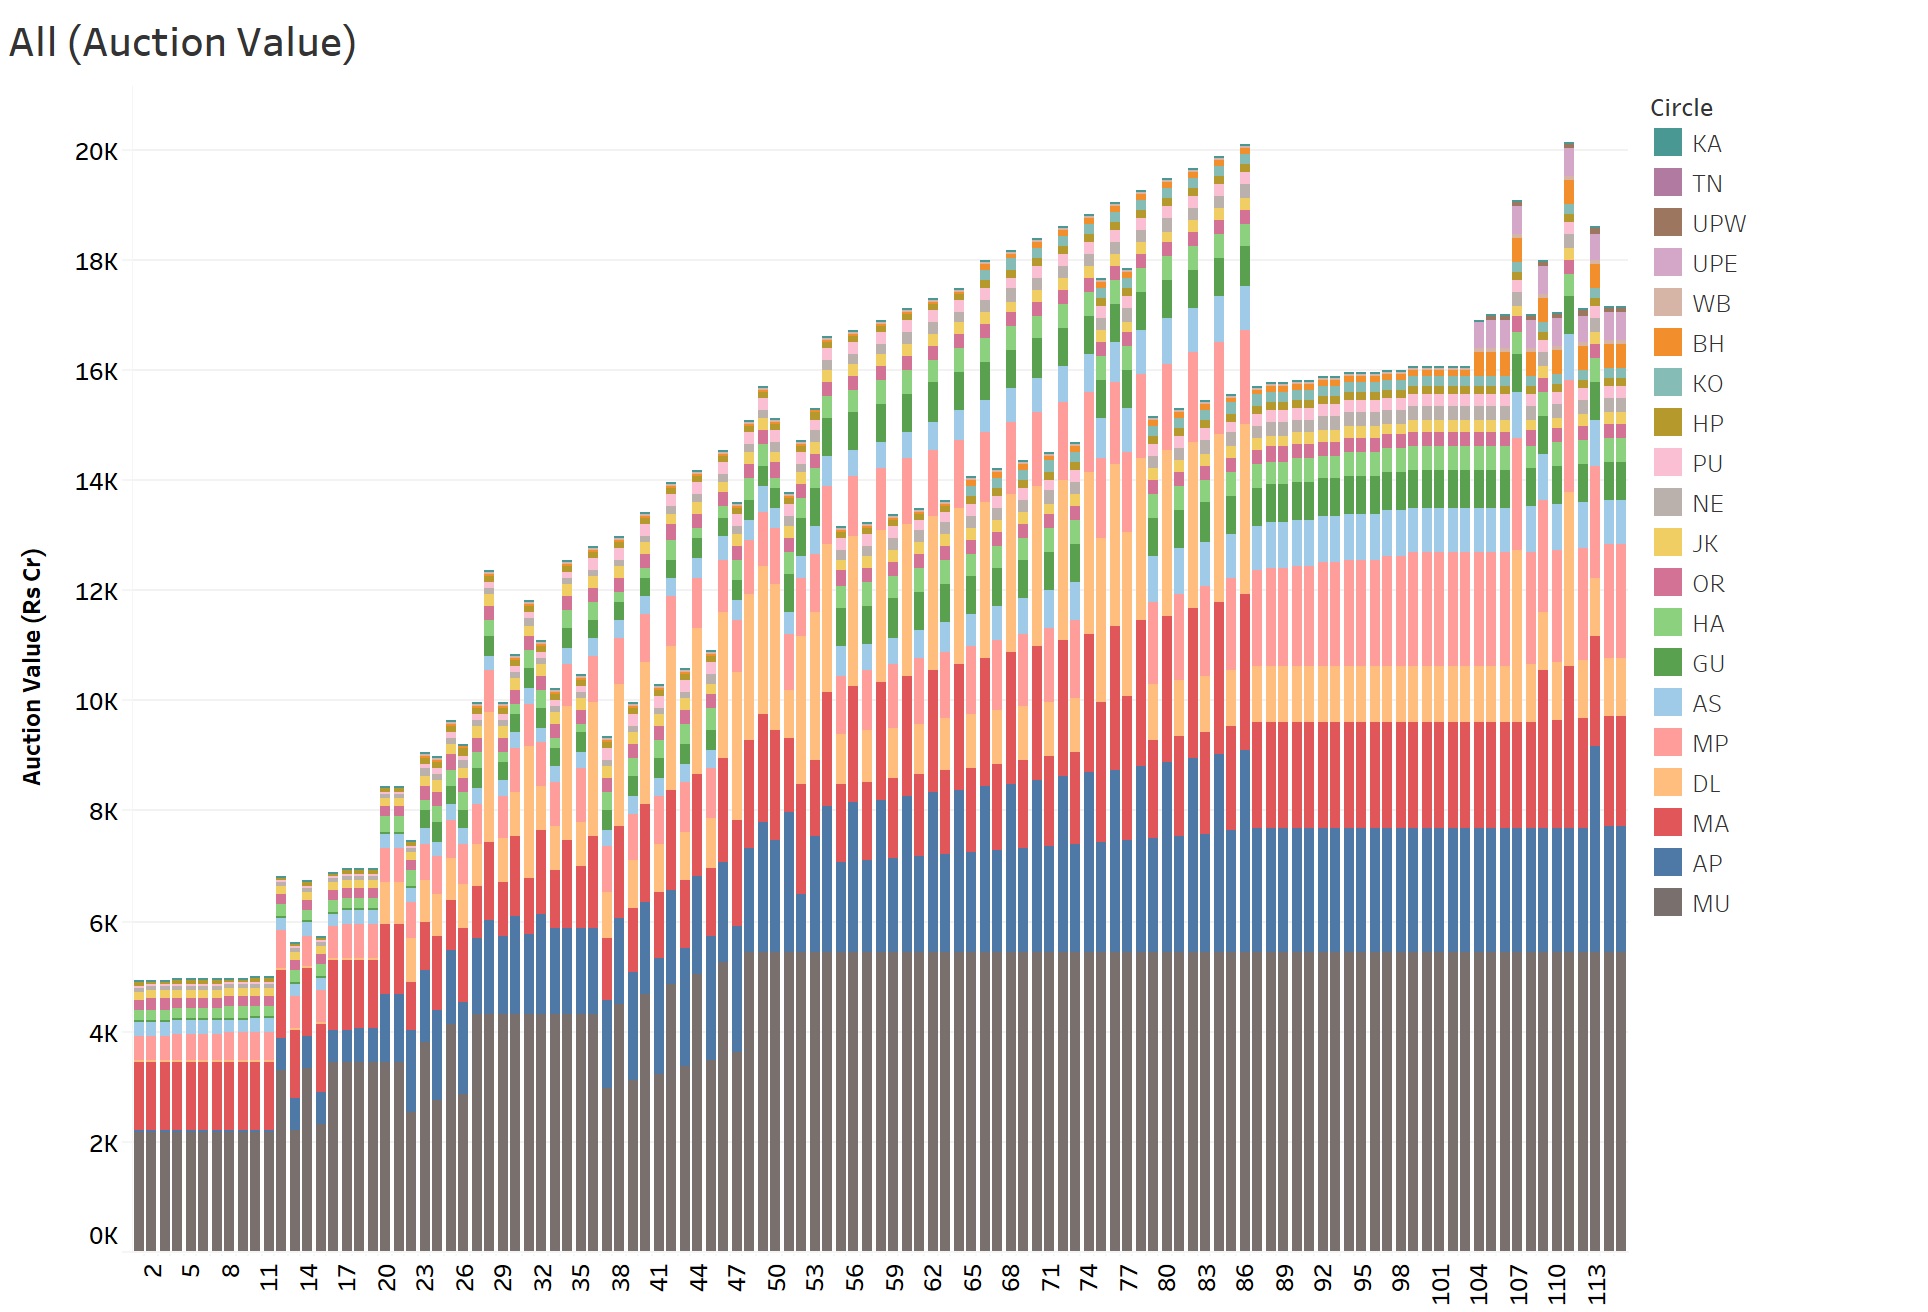 All (Auction Value)
Circle
KA
TN
UPW
UPE
WB
BH
KO
HP
PU
NE
JK
OR
HA
GU
AS
MP
DL
MA
AP
MU
Auction Value (Rs Cr)
20K
18K
16K
14K
12K
10K
8K
6K
4K
2K
0K
2 5 8 11 14 17 20 23 26 29 32 35 38 41 44 47 50 53 56 59 62 65 68 71 74 77 80 83 86 89 92 95 98 101 104 107 110 113